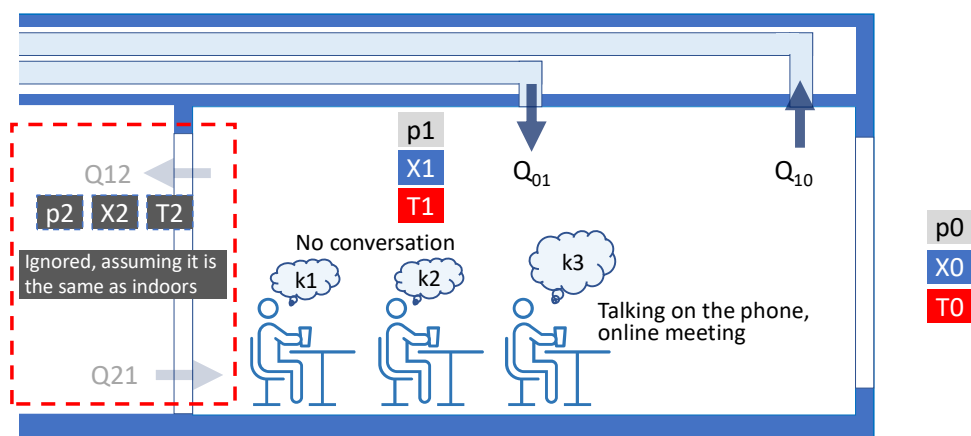 p1
X1
T1
Q01
Q10
Q12
p2 X2 T2
Ignored, assuming it is
the same as indoors
Q21
No conversation
k1
k2
k3
Talking on the phone,
online meeting
p0
X0
T0